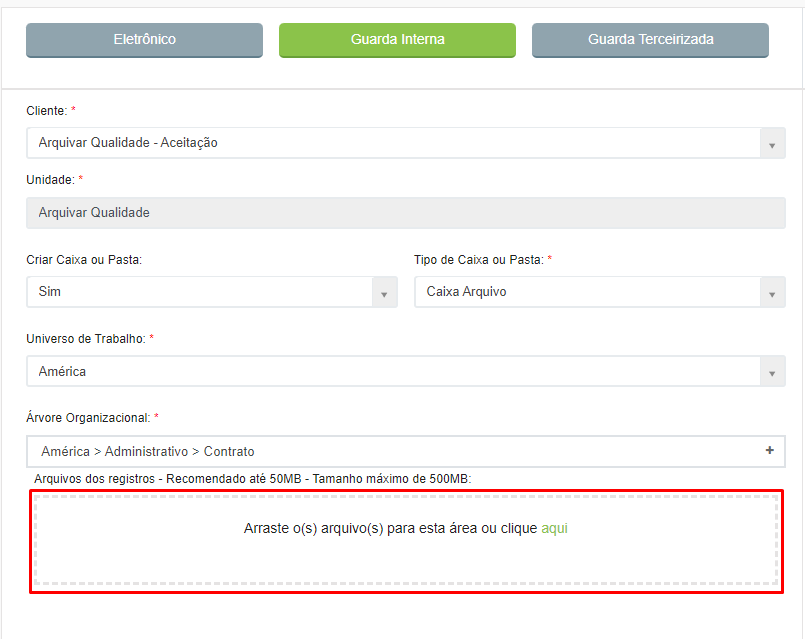 Eletrônico Guarda Interna Guarda Terceirizada
Cliente: *
Arquivar Qualidade - Aceitação
Unidade: *
Arquivar Qualidade
Criar Caixa ou Pasta: Tipo de Caixa ou Pasta: *
Sim Caixa Arquivo
Universo de Trabalho: *
América
Árvore Organizacional: *
América > Administrativo > Contrato +
Arquivos dos registros - Recomendado até 50MB - Tamanho máximo de 500MB:
Arraste o(s) arquivo(s) para esta área ou clique aqui